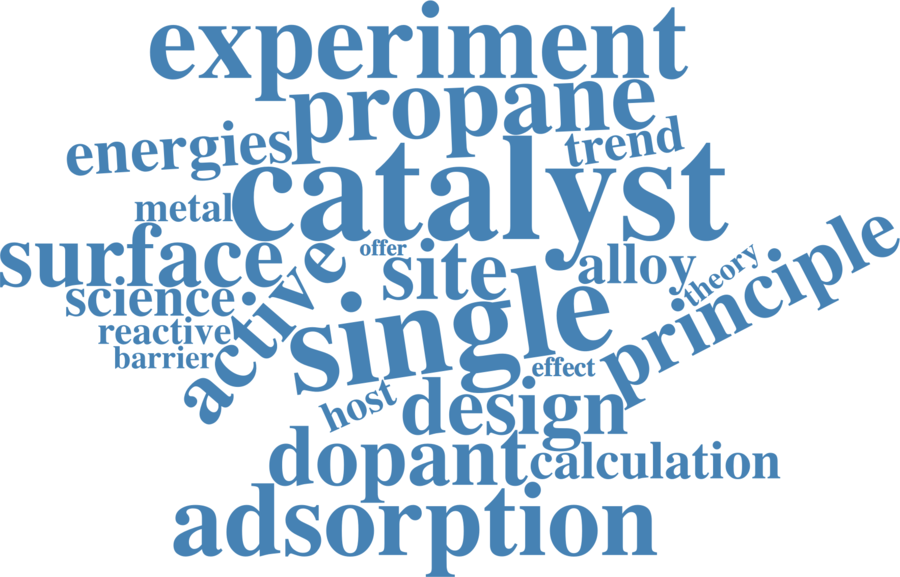 experiment
propane
energies
trend
catalyst
metal
surface
offer
site
alloy
theory
principle
science
active
single
reactive
barrier
effect
host
design
dopant
calculation
adsorption